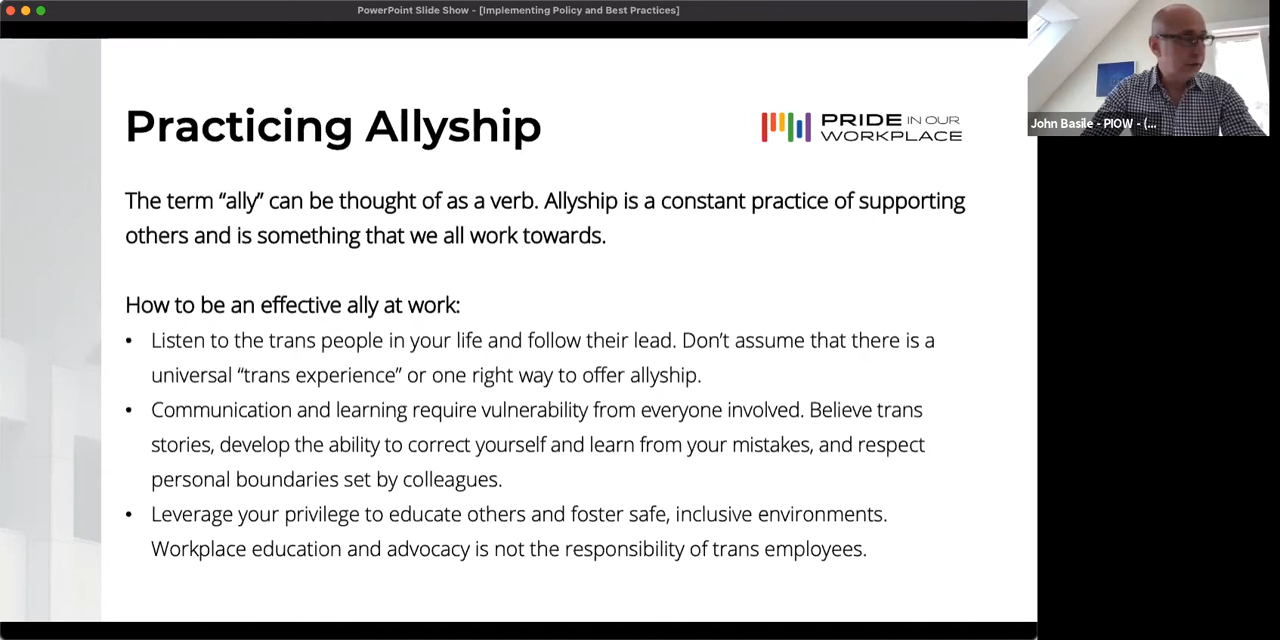 PowerPoint Slide Show - [Implementing Policy and Best Practices]
Practicing Allyship
PRIDE IN OUR
WORKPLACE
John Basile - PIOW - (...
The term “ally” can be thought of as a verb. Allyship is a constant practice of supporting
others and is something that we all work towards.
How to be an effective ally at work:
• Listen to the trans people in your life and follow their lead. Don’t assume that there is a
universal “trans experience” or one right way to offer allyship.
• Communication and learning require vulnerability from everyone involved. Believe trans
stories, develop the ability to correct yourself and learn from your mistakes, and respect
personal boundaries set by colleagues.
• Leverage your privilege to educate others and foster safe, inclusive environments.
Workplace education and advocacy is not the responsibility of trans employees.